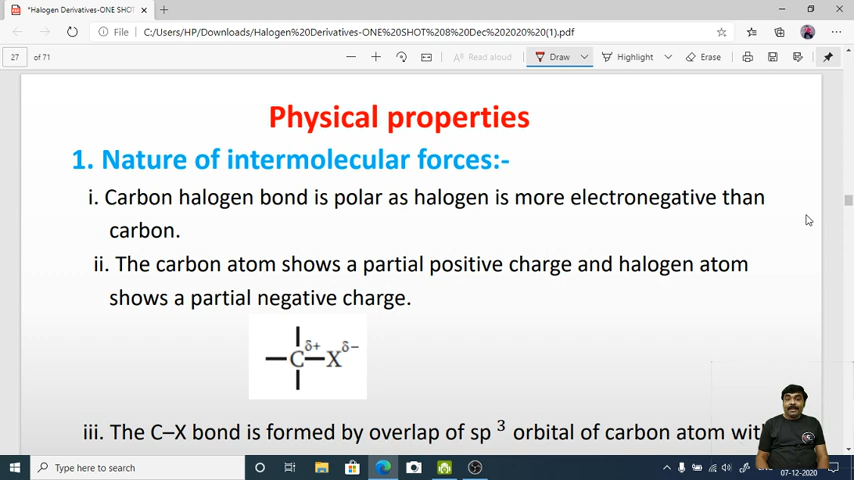 *Halogen Derivatives-ONE SHOT
File C:/Users/HP/Downloads/Halogen%20Derivatives-ONE%20SHOT%208%20Dec%202020%20(1).pdf
27 of 71
Read aloud
Draw
Highlight
Erase
Physical properties
1. Nature of intermolecular forces:-
i. Carbon halogen bond is polar as halogen is more electronegative than
carbon.
ii. The carbon atom shows a partial positive charge and halogen atom
shows a partial negative charge.
C δ+ X δ−
iii. The C–X bond is formed by overlap of sp 3 orbital of carbon atom with
Type here to search
07-12-2020